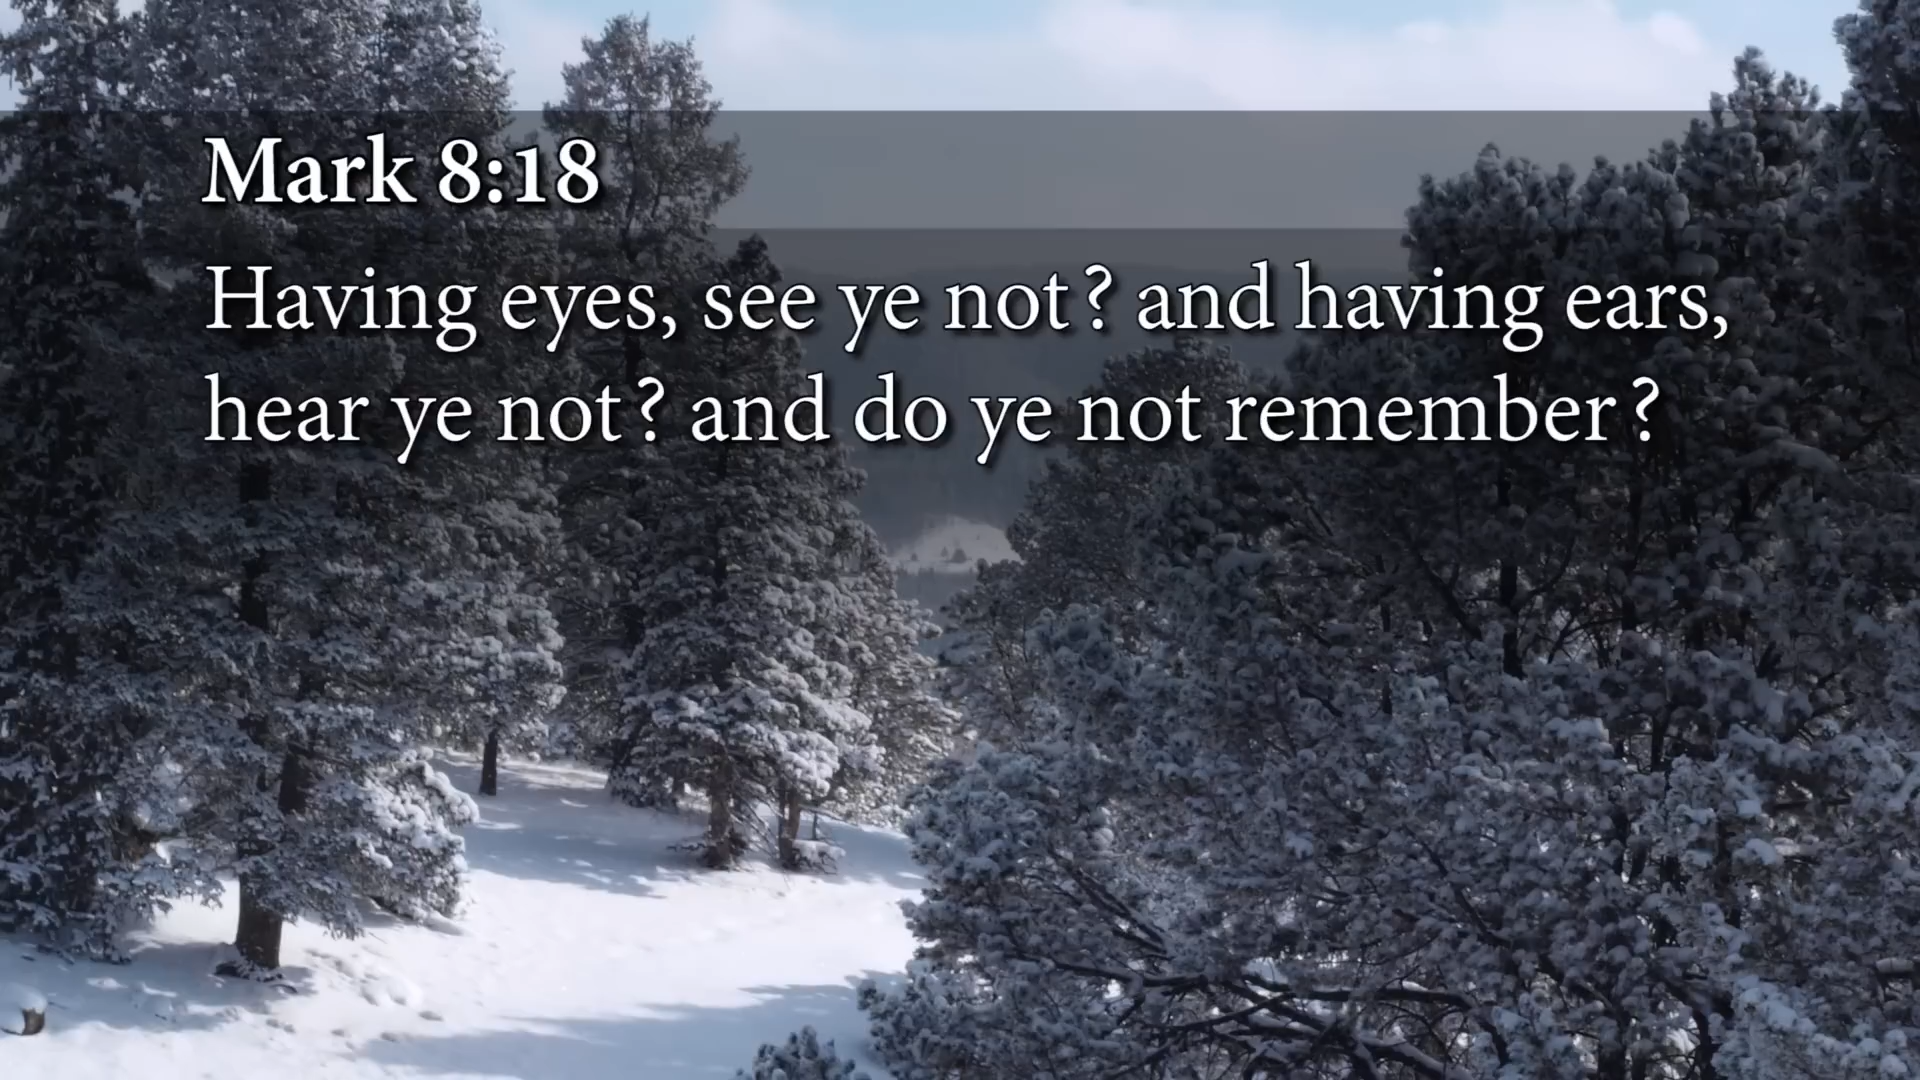 Mark 8:18
Having eyes, see ye not? and having ears,
hear ye not? and do ye not remember?